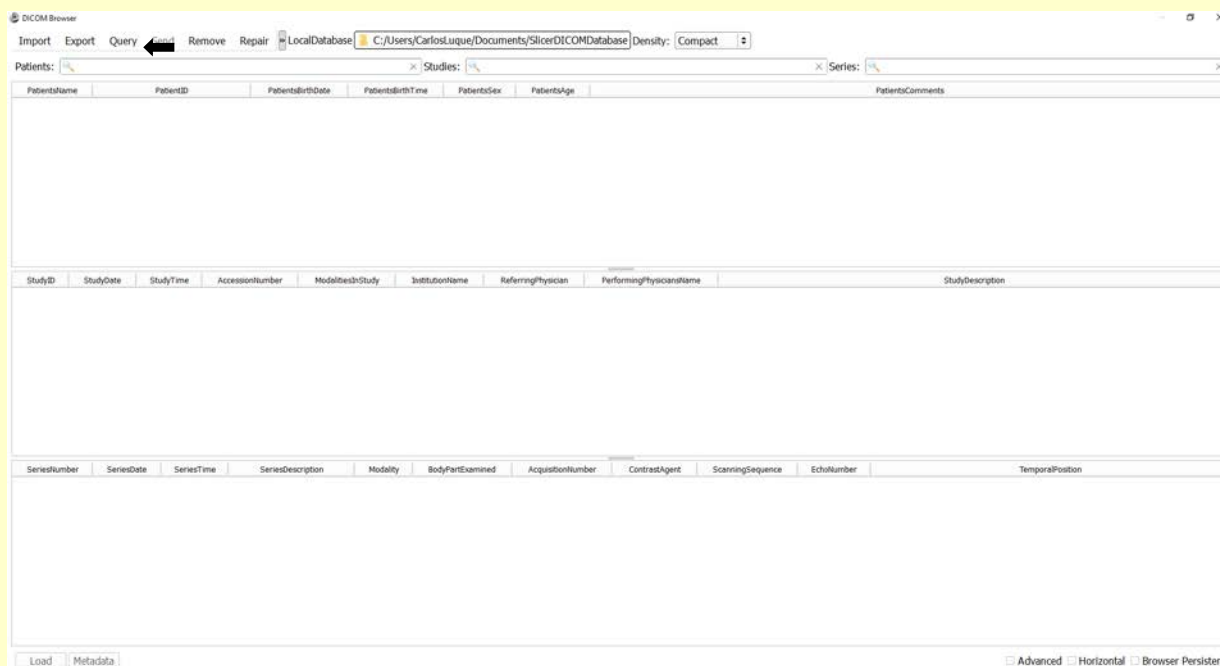 DICOM Browser
Import Export Query Send Remove Repair » LocalDatabase C:/Users/CarlosLuque/Documents/SlicerDICOMDatabase Density: Compact
Patients: Studies: Series:
PatientsName PatientID PatientsBirthDate PatientsBirthTime PatientsSex PatientsAge PatientsComments
StudyID StudyDate StudyTime AccessionNumber ModalitiesInStudy InstitutionName ReferringPhysician PerformingPhysiciansName StudyDescription
SeriesNumber SeriesDate SeriesTime SeriesDescription Modality BodyPartExamined AcquisitionNumber ContrastAgent ScanningSequence EchoNumber TemporalPosition
Load Metadata Advanced Horizontal Browser Persister